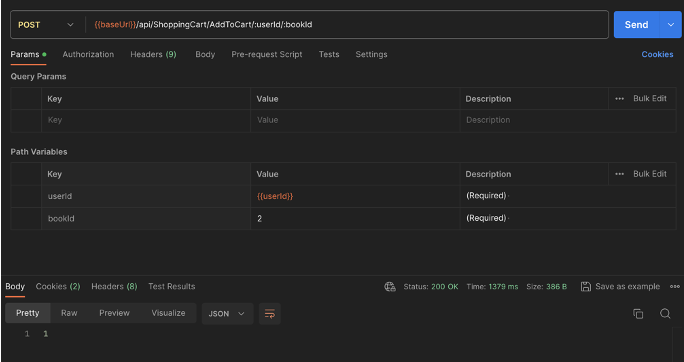 POST {{baseUrl}}/api/ShoppingCart/AddToCart/:userId/:bookId Send
Params Authorization Headers (9) Body Pre-request Script Tests Settings Cookies
Query Params
Key Value Description ••• Bulk Edit
Key Value Description
Path Variables
Key Value Description ••• Bulk Edit
userId {{userId}} (Required)
bookId 2 (Required)
Body Cookies (2) Headers (8) Test Results Status: 200 OK Time: 1379 ms Size: 386 B Save as example •••
Pretty Raw Preview Visualize JSON
1 1